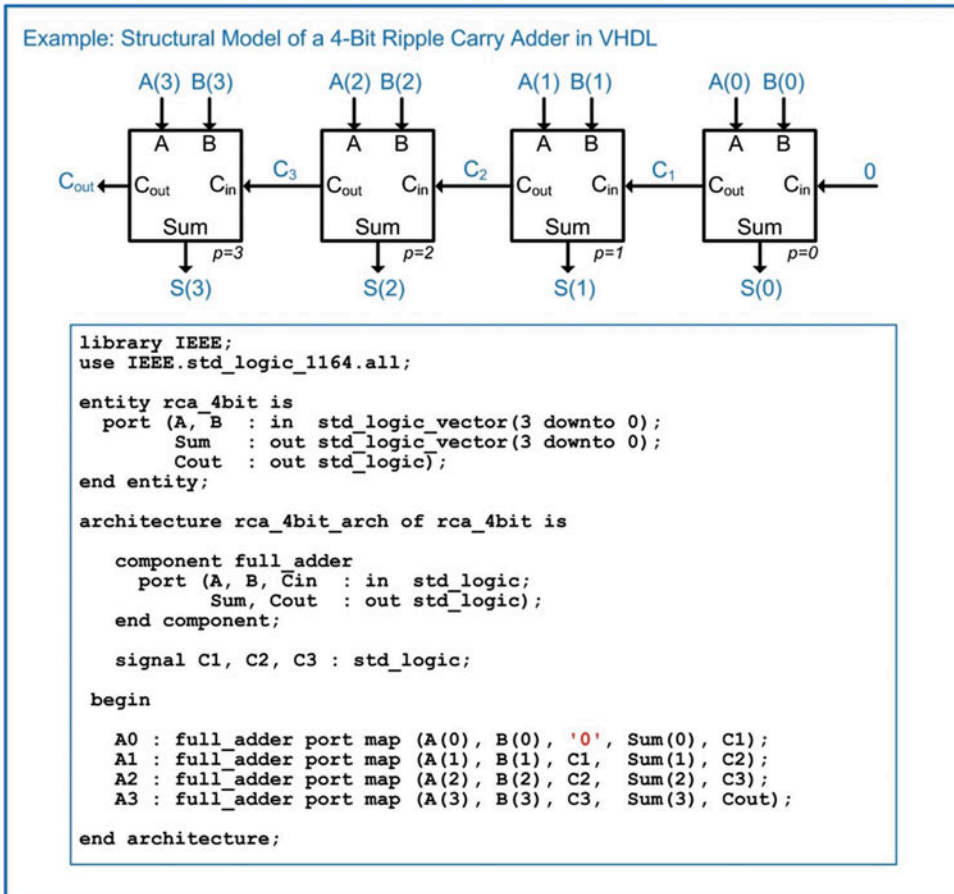 Example: Structural Model of a 4-Bit Ripple Carry Adder in VHDL
A(3) B(3) A(2) B(2) A(1) B(1) A(0) B(0)
A B A B A B A B
Cout Cout Cin C3 Cout Cin C2 Cout Cin C1 Cout Cin 0
Sum Sum Sum Sum
p=3 p=2 p=1 p=0
S(3) S(2) S(1) S(0)
library IEEE;
use IEEE.std_logic_1164.all;
entity rca_4bit is
port (A, B : in std_logic_vector(3 downto 0);
Sum : out std_logic_vector(3 downto 0);
Cout : out std_logic);
end entity;
architecture rca_4bit_arch of rca_4bit is
component full_adder
port (A, B, Cin : in std_logic;
Sum, Cout : out std_logic);
end component;
signal C1, C2, C3 : std_logic;
begin
A0 : full_adder port map (A(0), B(0), '0', Sum(0), C1);
A1 : full_adder port map (A(1), B(1), C1, Sum(1), C2);
A2 : full_adder port map (A(2), B(2), C2, Sum(2), C3);
A3 : full_adder port map (A(3), B(3), C3, Sum(3), Cout);
end architecture;